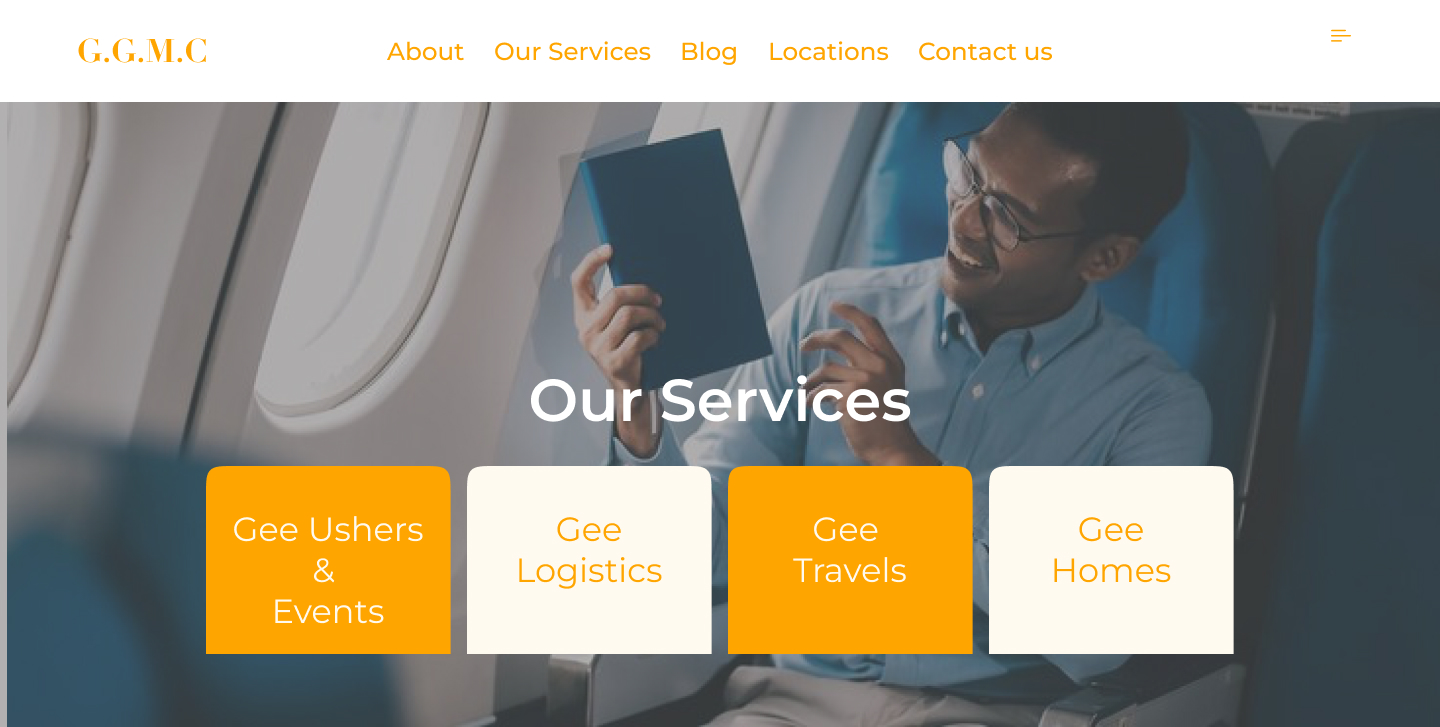 G.G.M.C
About Our Services Blog Locations Contact us
Our Services
Gee Ushers
&
Events
Gee
Logistics
Gee
Travels
Gee
Homes